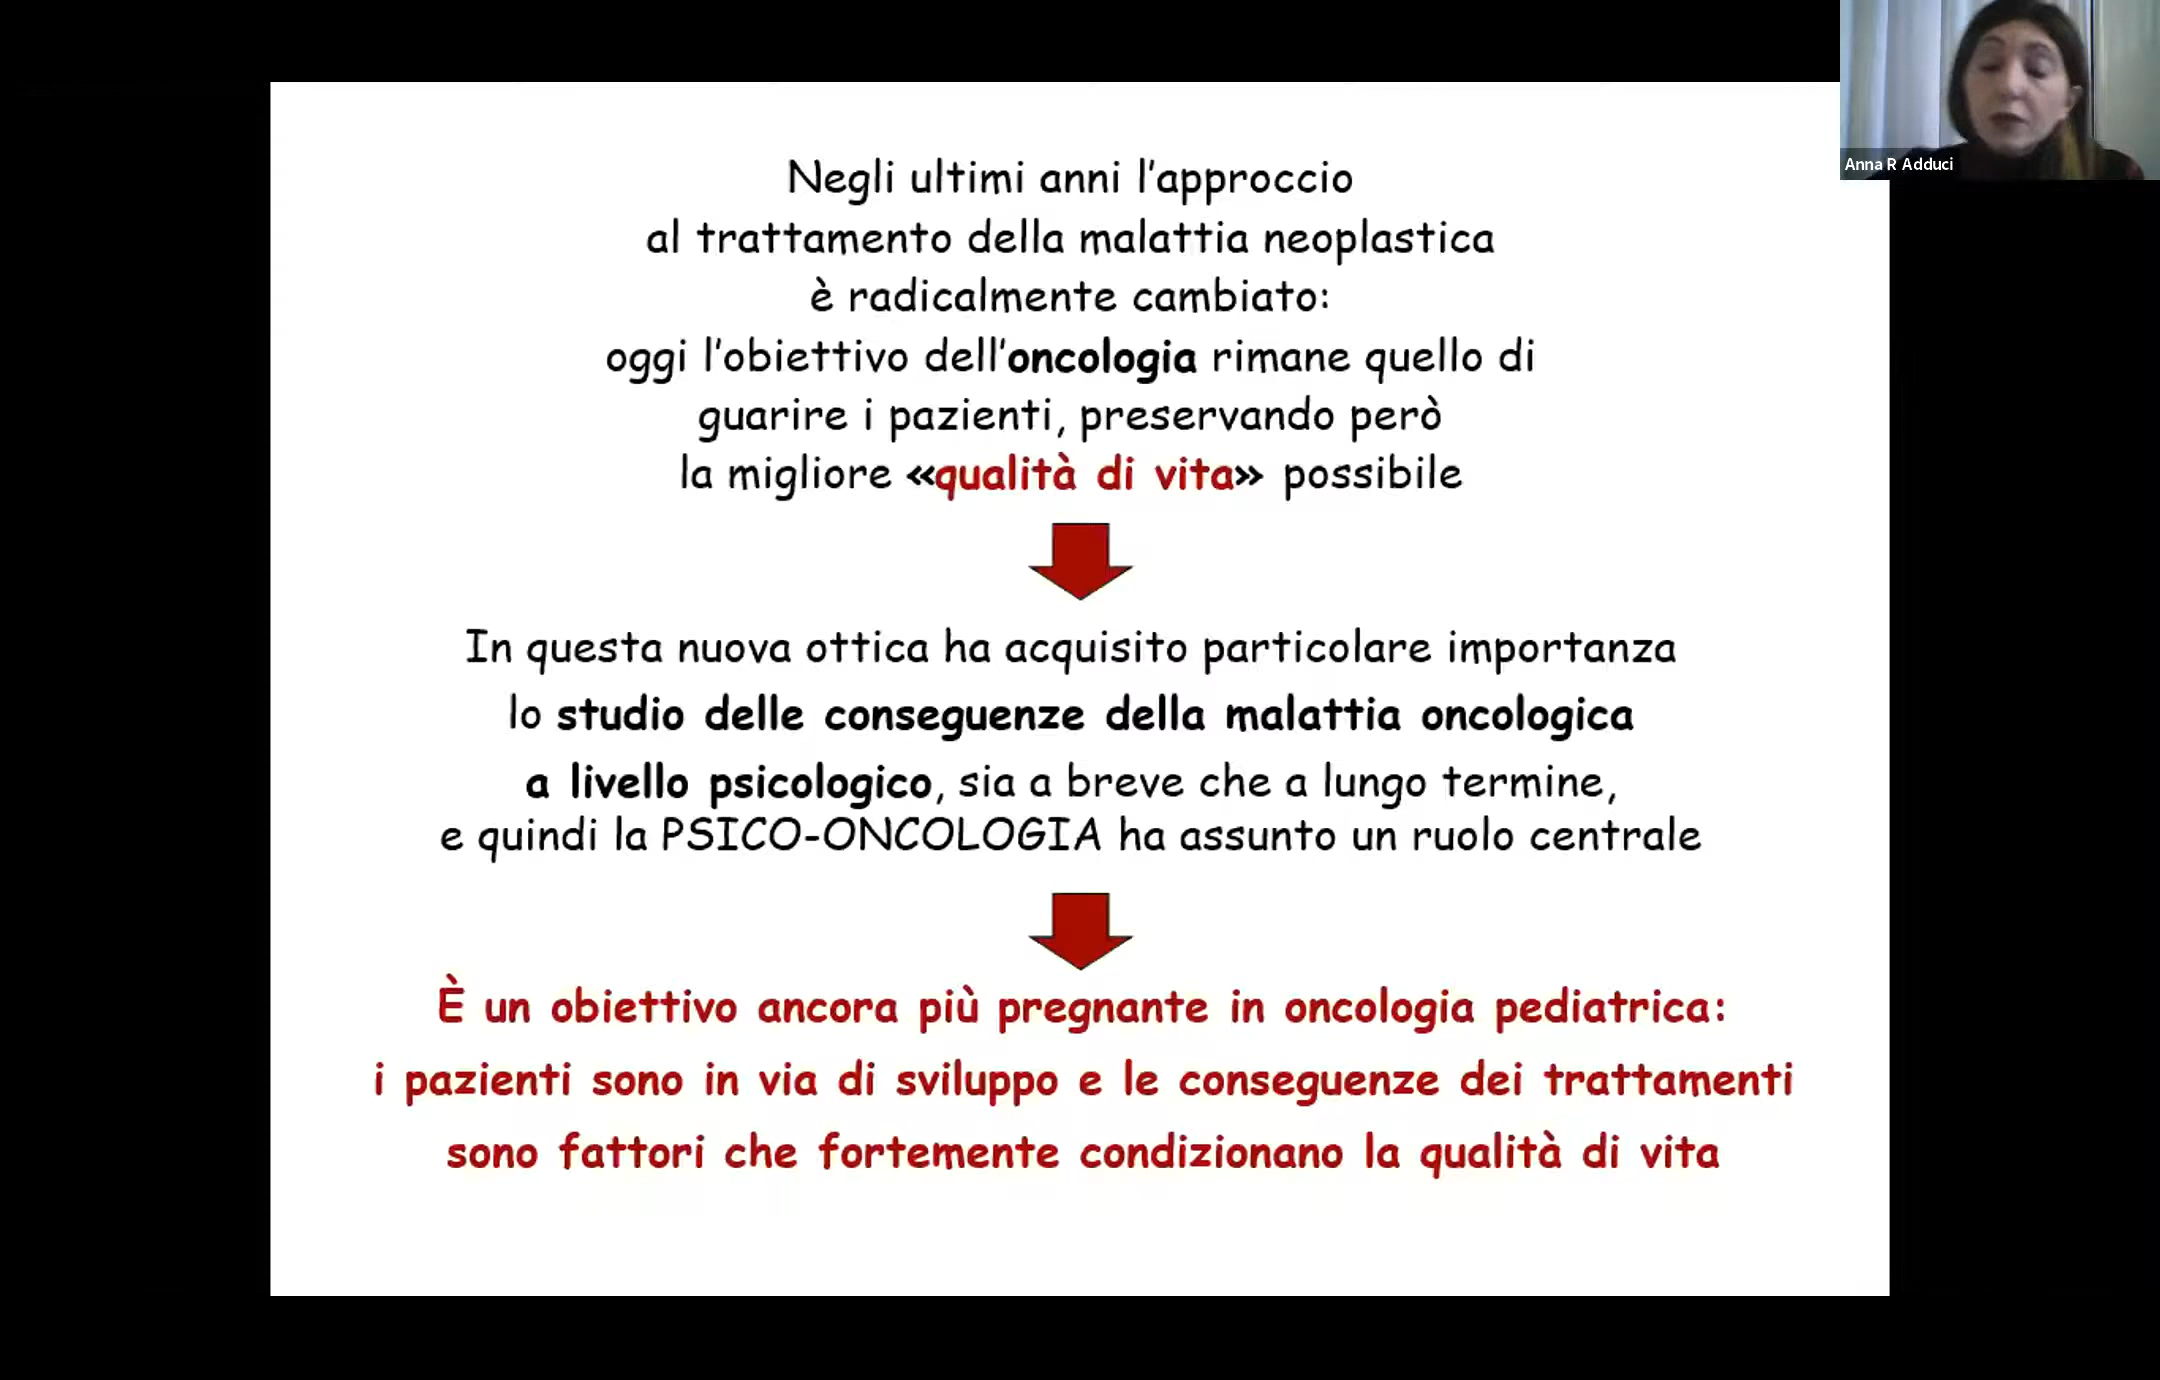 Anna R Adduci
Negli ultimi anni l’approccio
al trattamento della malattia neoplastica
è radicalmente cambiato:
oggi l’obiettivo dell’oncologia rimane quello di
guarire i pazienti, preservando però
la migliore «qualità di vita» possibile
In questa nuova ottica ha acquisito particolare importanza
lo studio delle conseguenze della malattia oncologica
a livello psicologico, sia a breve che a lungo termine,
e quindi la PSICO-ONCOLOGIA ha assunto un ruolo centrale
È un obiettivo ancora più pregnante in oncologia pediatrica:
i pazienti sono in via di sviluppo e le conseguenze dei trattamenti
sono fattori che fortemente condizionano la qualità di vita